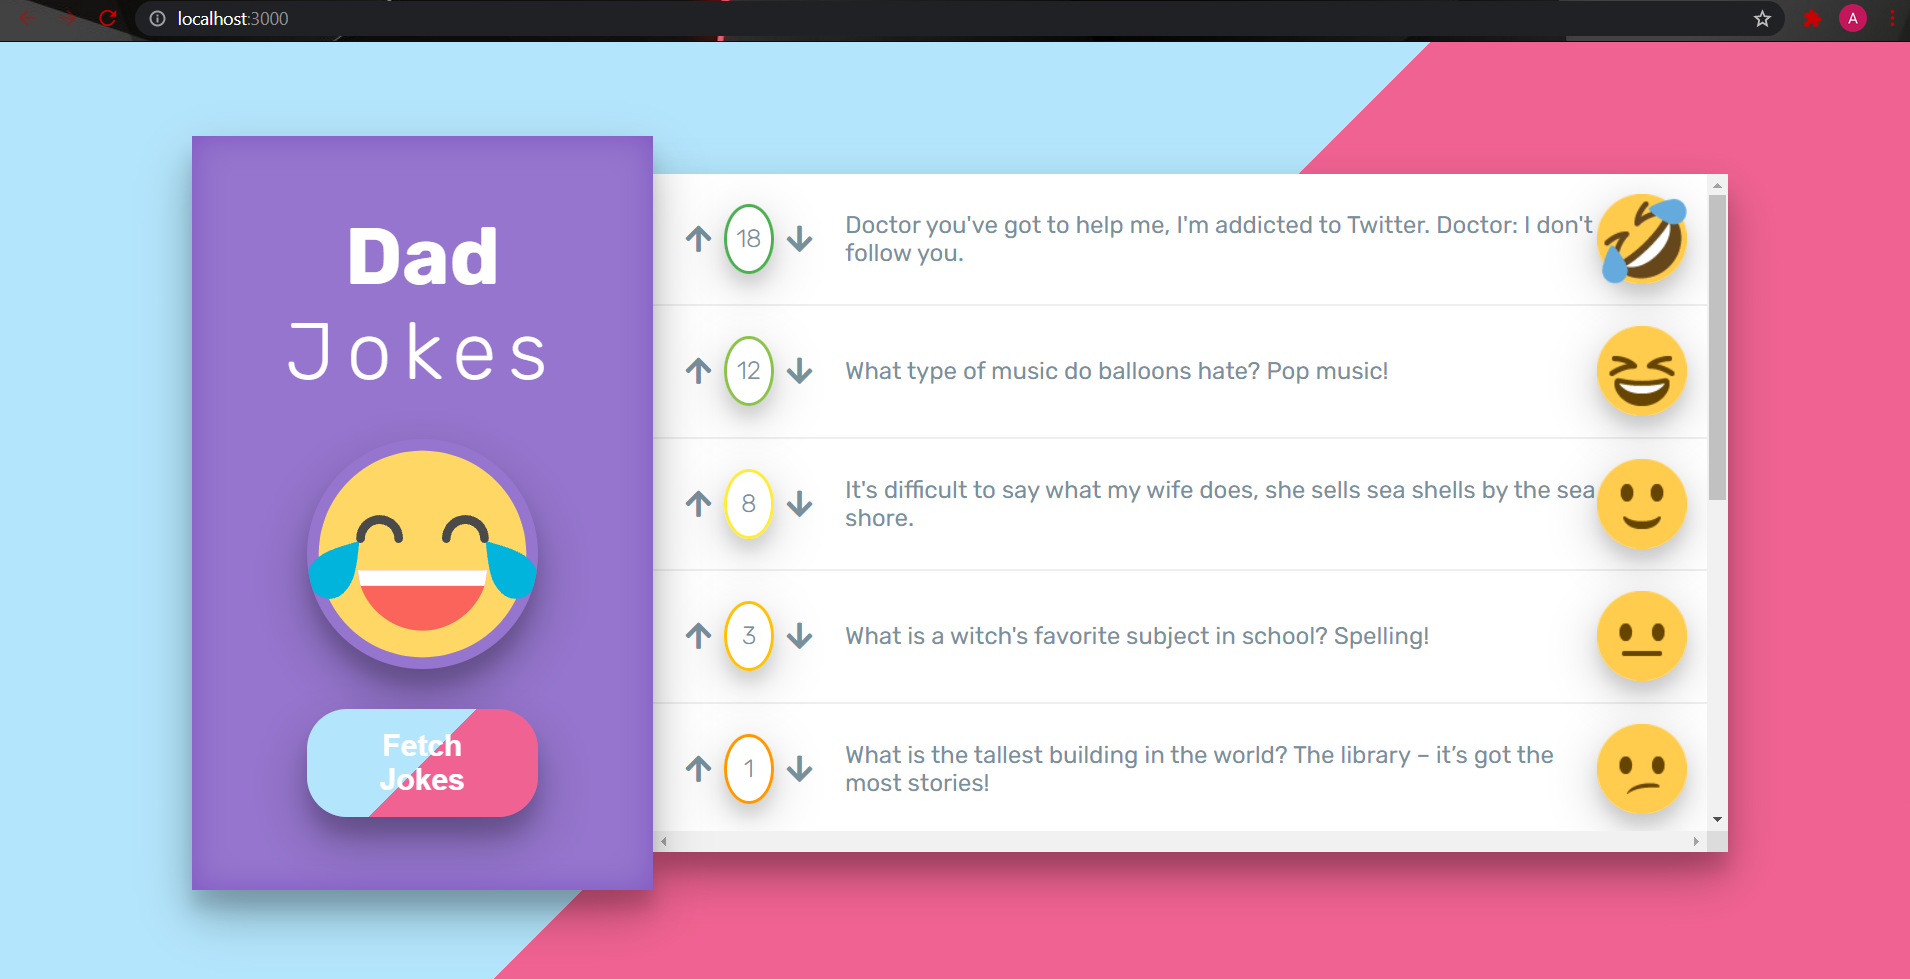 localhost:3000
A
Dad
Jokes
Fetch
Jokes
18
Doctor you've got to help me, I'm addicted to Twitter. Doctor: I don't
follow you.
12
What type of music do balloons hate? Pop music!
8
It's difficult to say what my wife does, she sells sea shells by the sea
shore.
3
What is a witch's favorite subject in school? Spelling!
1
What is the tallest building in the world? The library – it’s got the
most stories!